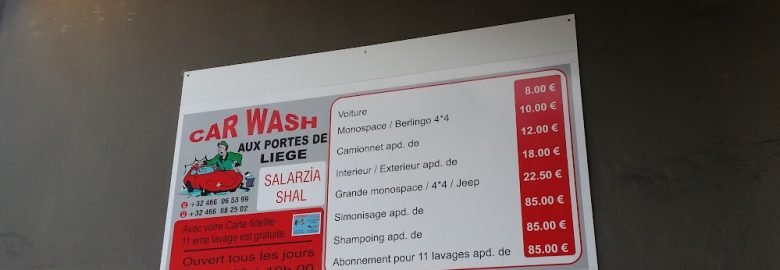 CAR WASH
AUX PORTES DE
LIEGE
SALARZIA
SHAL
+32 466 06 53 99
+32 466 08 25 02
Avec votre Carte fidelite
11 eme lavage est gratuite
Ouvert tous les jours
Voiture 8.00 €
Monospace / Berlingo 4*4 10.00 €
Camionnet apd. de 12.00 €
Interieur / Exterieur apd. de 18.00 €
Grande monospace / 4*4 / Jeep 22.50 €
Simonisage apd. de 85.00 €
Shampoing apd. de 85.00 €
Abonnement pour 11 lavages apd. de 85.00 €